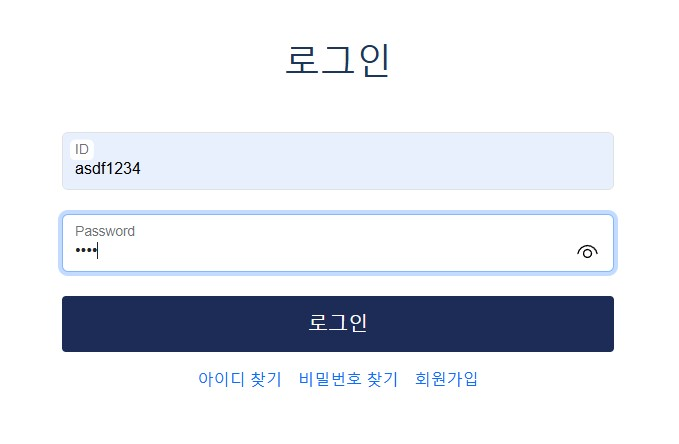 로그인
ID
asdf1234
Password
••••
로그인
아이디 찾기 비밀번호 찾기 회원가입